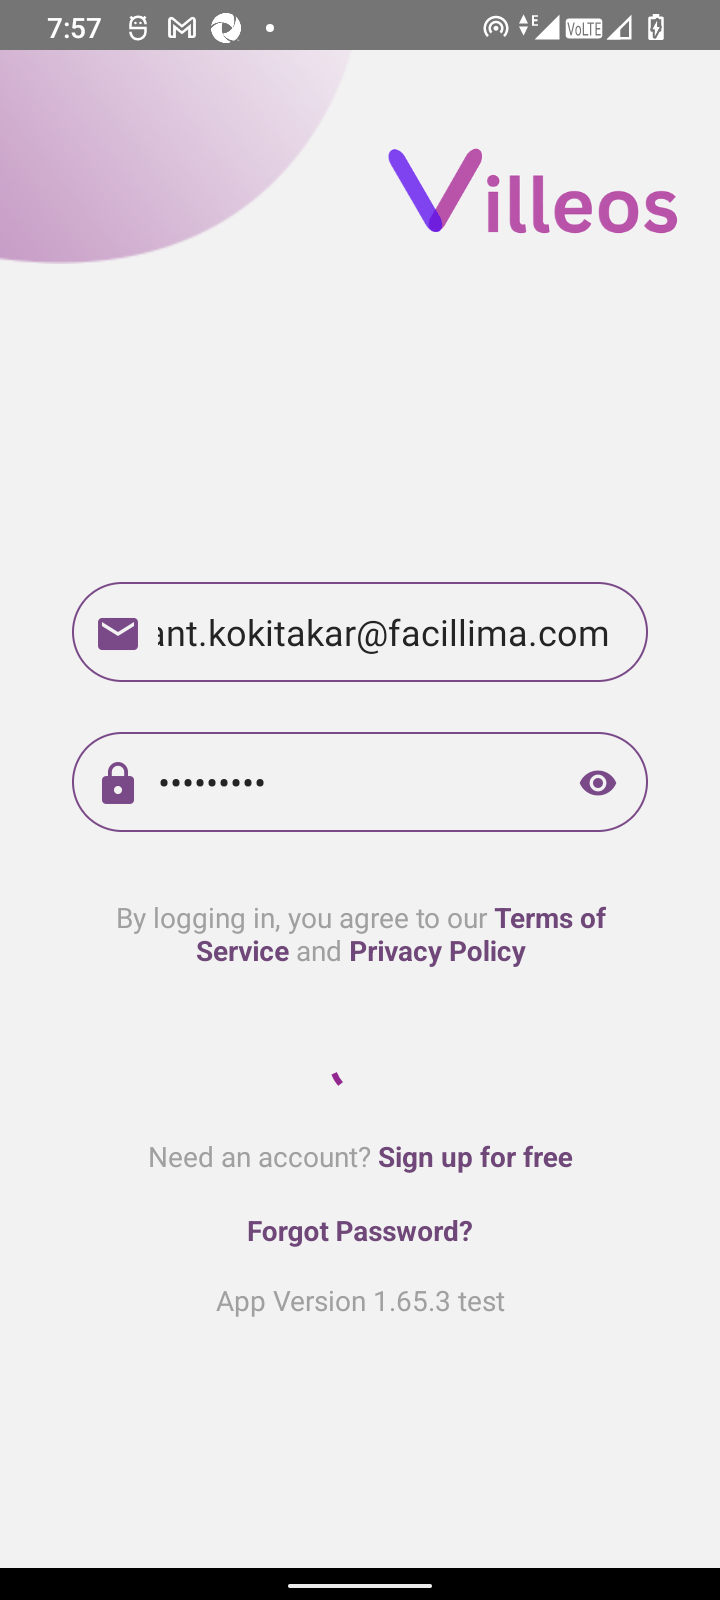 7:57
E
VoLTE
Villeos
ant.kokitakar@facillima.com
•••••••••
By logging in, you agree to our Terms of
Service and Privacy Policy
Need an account? Sign up for free
Forgot Password?
App Version 1.65.3 test